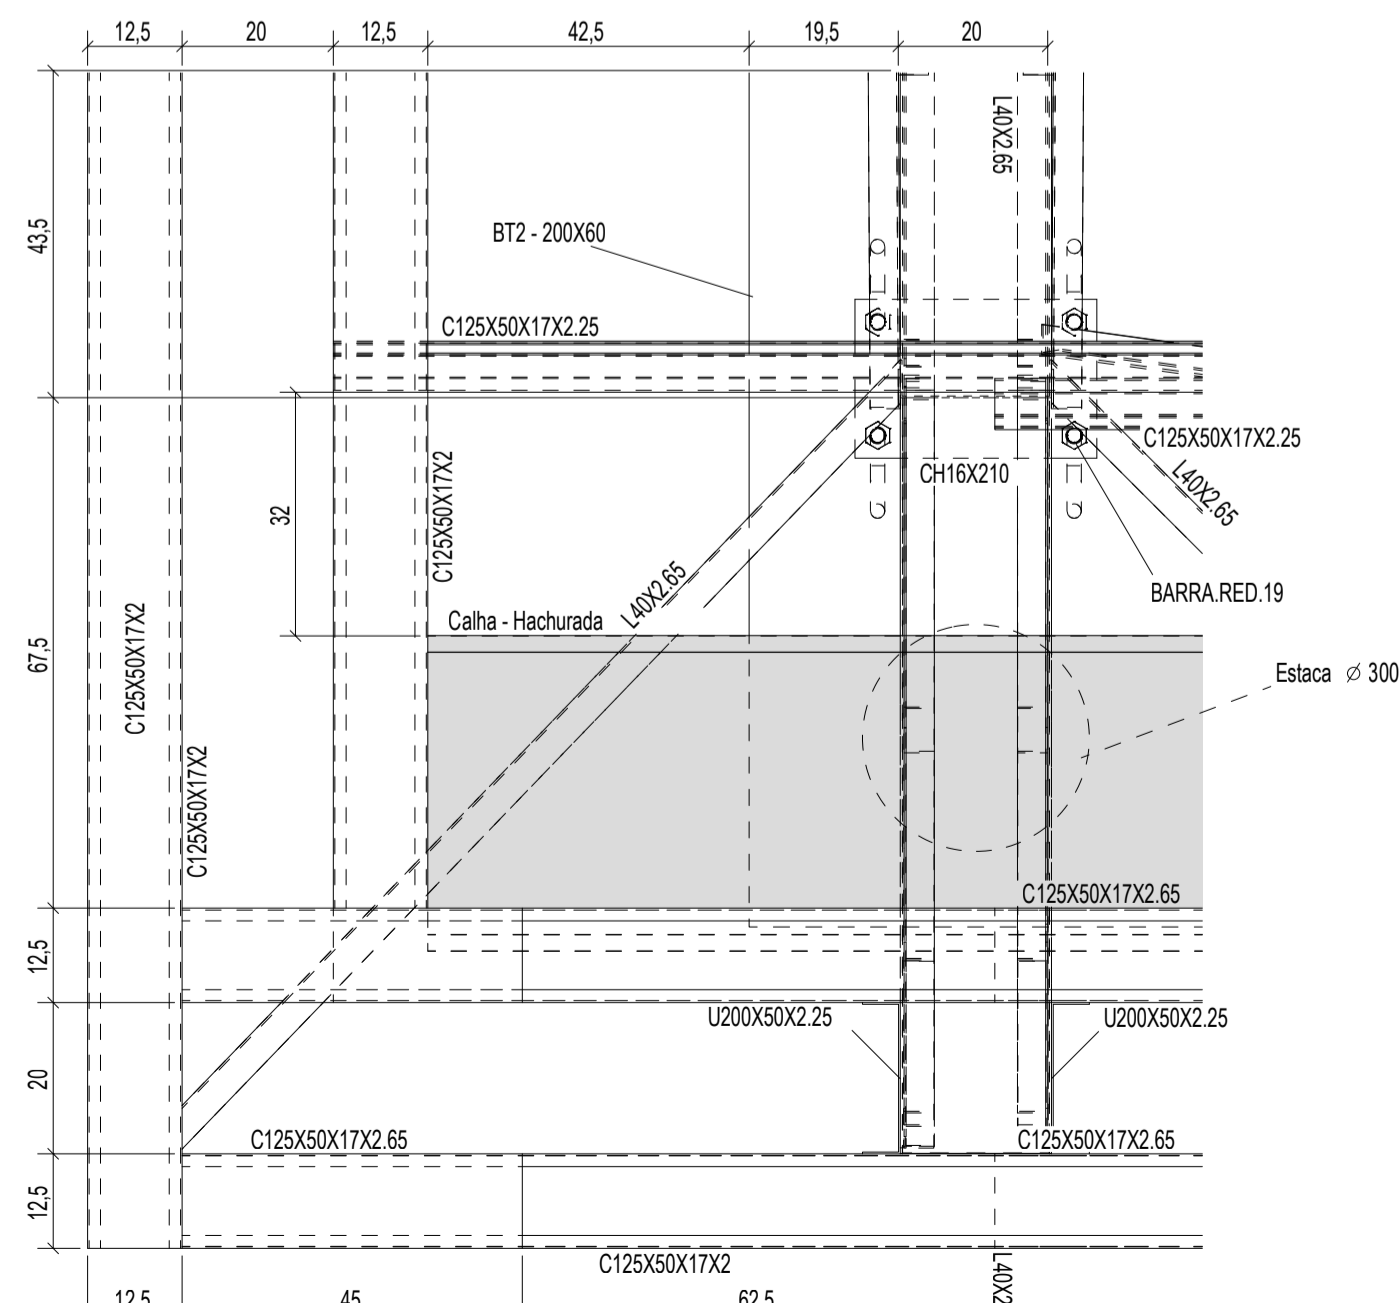 12,5
20
12,5
42,5
19,5
20
L40X2.65
43,5
BT2 - 200X60
C125X50X17X2.25
C125X50X17X2.25
CH16X210
L40X2.65
C125X50X17X2
32
L40X2.65
BARRA.RED.19
Calha - Hachurada
67,5
C125X50X17X2
Estaca ∅ 300
C125X50X17X2
C125X50X17X2.65
12,5
U200X50X2.25
U200X50X2.25
20
C125X50X17X2.65
C125X50X17X2.65
12,5
C125X50X17X2
12,5
45
62,5